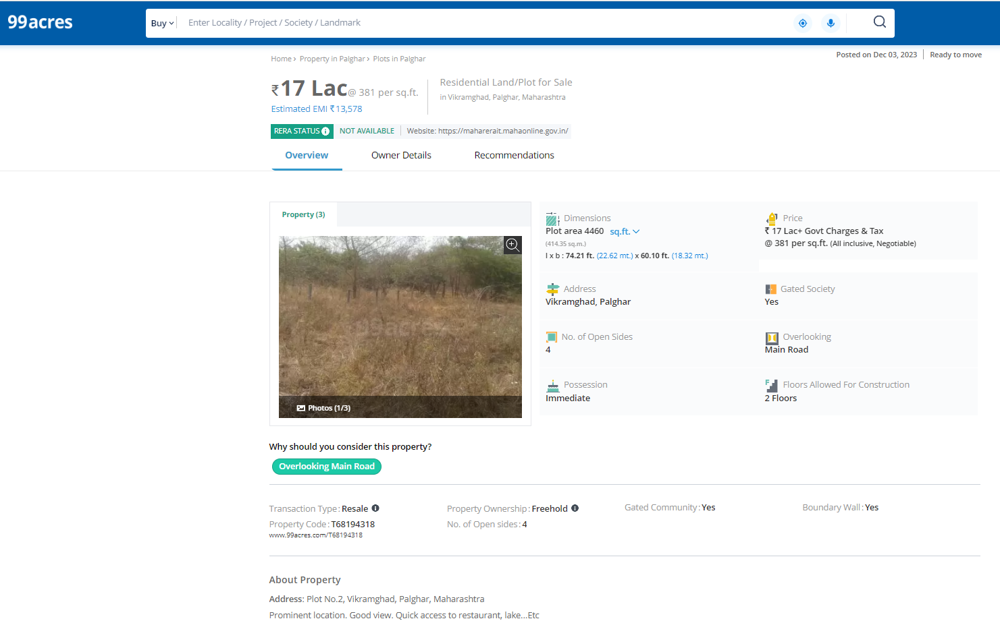 99acres
Buy
Enter Locality / Project / Society / Landmark
Home › Property in Palghar › Plots in Palghar
Posted on Dec 03, 2023 | Ready to move
₹ 17 Lac @ 381 per sq.ft.
Estimated EMI ₹ 13,578
Residential Land/Plot for Sale
in Vikramghad, Palghar, Maharashtra
RERA STATUS NOT AVAILABLE Website: https://maharerait.mahaonline.gov.in/
Overview Owner Details Recommendations
Property (3)
99acres
Photos (1/3)
Dimensions
Plot area 4460 sq.ft.
(414.35 sq.m.)
l x b : 74.21 ft. (22.62 mt.) x 60.10 ft. (18.32 mt.)
Price
₹ 17 Lac+ Govt Charges & Tax
@ 381 per sq.ft. (All inclusive, Negotiable)
Address
Vikramghad, Palghar
Gated Society
Yes
No. of Open Sides
4
Overlooking
Main Road
Possession
Immediate
Floors Allowed For Construction
2 Floors
Why should you consider this property?
Overlooking Main Road
Transaction Type : Resale
Property Ownership : Freehold
Gated Community : Yes
Boundary Wall : Yes
Property Code : T68194318
www.99acres.com/T68194318
No. of Open sides : 4
About Property
Address: Plot No.2, Vikramghad, Palghar, Maharashtra
Prominent location. Good view. Quick access to restaurant, lake...Etc